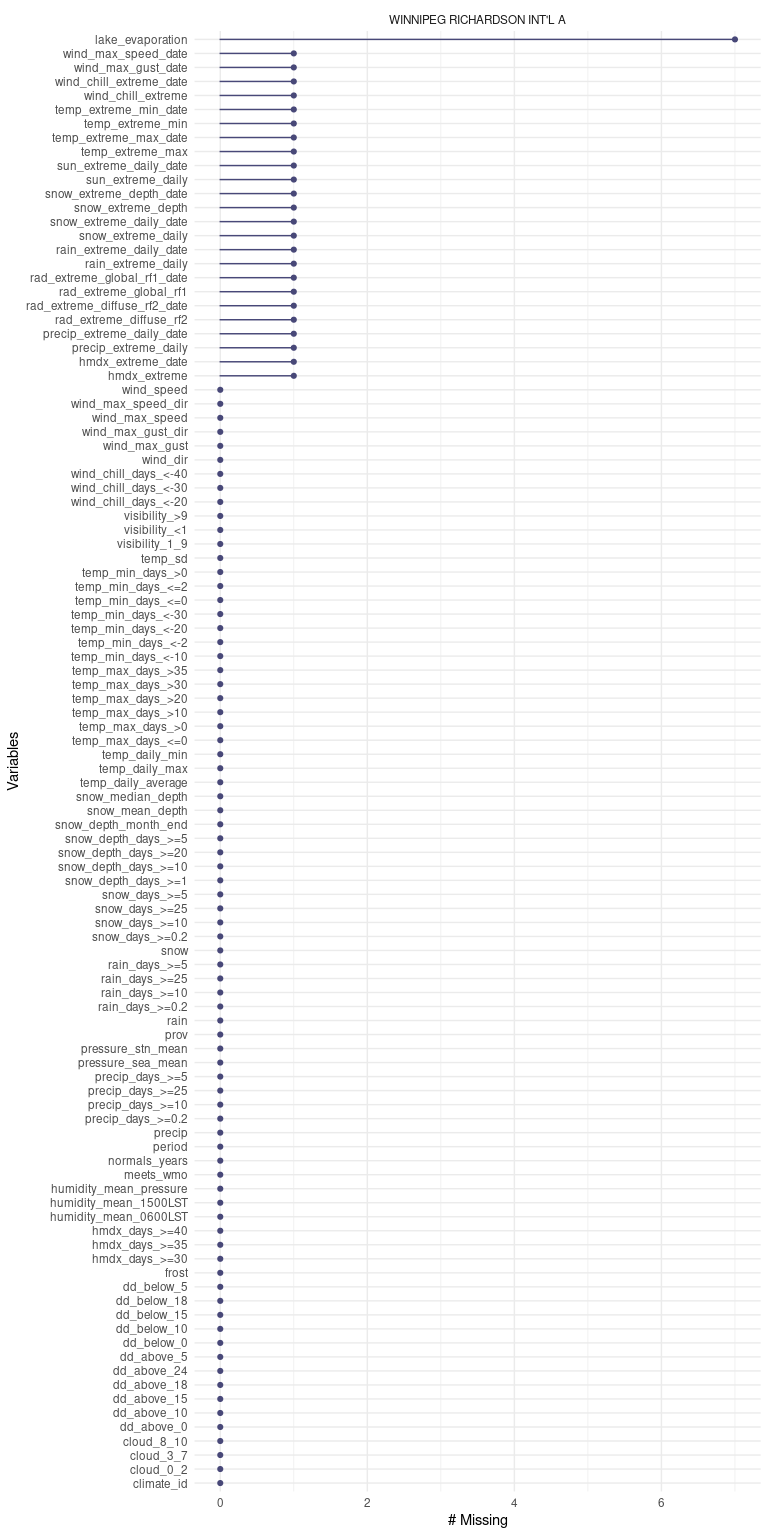 WINNIPEG RICHARDSON INT'L A
lake_evaporation
wind_max_speed_date
wind_max_gust_date
wind_chill_extreme_date
wind_chill_extreme
temp_extreme_min_date
temp_extreme_min
temp_extreme_max_date
temp_extreme_max
sun_extreme_daily_date
sun_extreme_daily
snow_extreme_depth_date
snow_extreme_depth
snow_extreme_daily_date
snow_extreme_daily
rain_extreme_daily_date
rain_extreme_daily
rad_extreme_global_rf1_date
rad_extreme_global_rf1
rad_extreme_diffuse_rf2_date
rad_extreme_diffuse_rf2
precip_extreme_daily_date
precip_extreme_daily
hmdx_extreme_date
hmdx_extreme
wind_speed
wind_max_speed_dir
wind_max_speed
wind_max_gust_dir
wind_max_gust
wind_dir
wind_chill_days_<-40
wind_chill_days_<-30
wind_chill_days_<-20
visibility_>9
visibility_<1
visibility_1_9
temp_sd
temp_min_days_>0
temp_min_days_<=2
temp_min_days_<=0
temp_min_days_<-30
temp_min_days_<-20
temp_min_days_<-2
temp_min_days_<-10
temp_max_days_>35
temp_max_days_>30
temp_max_days_>20
temp_max_days_>10
temp_max_days_>0
temp_max_days_<=0
temp_daily_min
temp_daily_max
temp_daily_average
snow_median_depth
snow_mean_depth
snow_depth_month_end
snow_depth_days_>=5
snow_depth_days_>=20
snow_depth_days_>=10
snow_depth_days_>=1
snow_days_>=5
snow_days_>=25
snow_days_>=10
snow_days_>=0.2
snow
rain_days_>=5
rain_days_>=25
rain_days_>=10
rain_days_>=0.2
rain
prov
pressure_stn_mean
pressure_sea_mean
precip_days_>=5
precip_days_>=25
precip_days_>=10
precip_days_>=0.2
precip
period
normals_years
meets_wmo
humidity_mean_pressure
humidity_mean_1500LST
humidity_mean_0600LST
hmdx_days_>=40
hmdx_days_>=35
hmdx_days_>=30
frost
dd_below_5
dd_below_18
dd_below_15
dd_below_10
dd_below_0
dd_above_5
dd_above_24
dd_above_18
dd_above_15
dd_above_10
dd_above_0
cloud_8_10
cloud_3_7
cloud_0_2
climate_id
Variables
0 2 4 6
# Missing